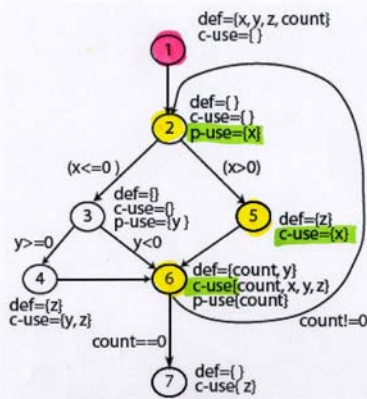 1
def={x, y, z, count}
c-use={ }
2
def={ }
c-use={ }
p-use={x}
(x<=0 )
(x>0)
3
def={}
c-use={}
p-use={y }
5
def={z}
c-use={x}
y>=0
y<0
4
def={z}
c-use={y, z}
6
def={count, y}
c-use{count, x, y, z}
p-use{count}
count!=0
count==0
7
def={ }
c-use{ z}